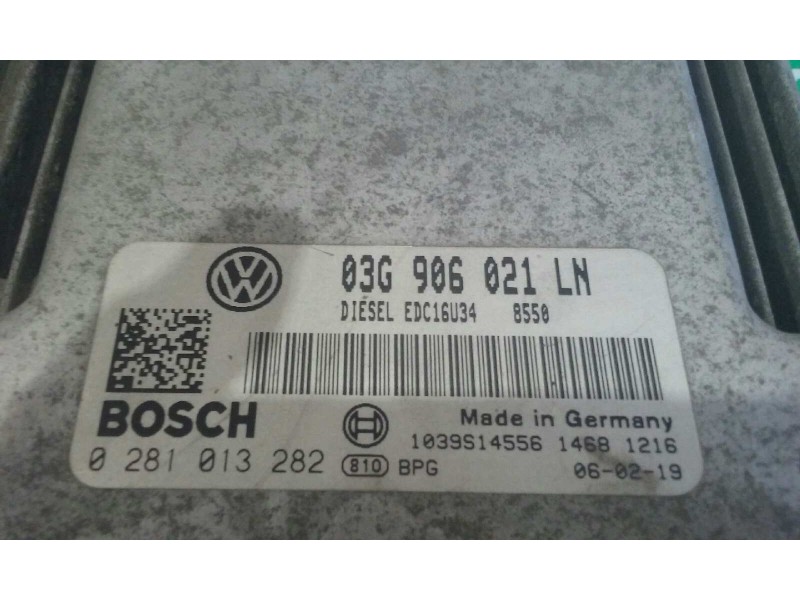 03G 906 021 LN
DIESEL EDC16U34 8550
BOSCH
Made in Germany
1039S14556 1468 1216
0 281 013 282 810 BPG 06-02-19